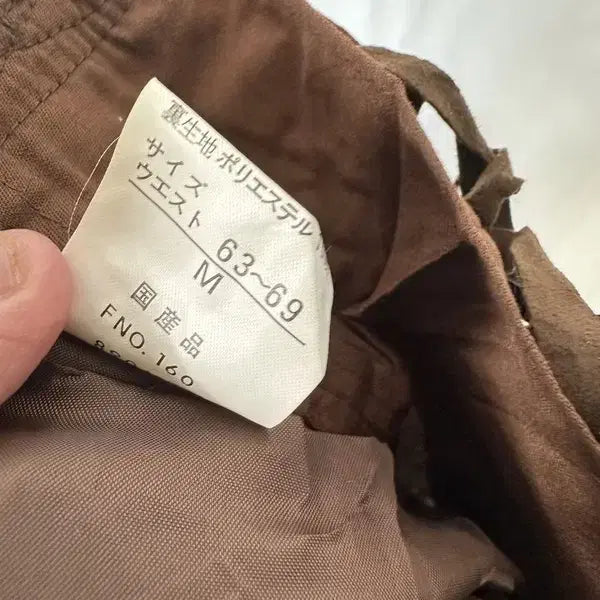 裏生地 ポリエステル
サイズ
ウエスト 63~69
M
国産品
FNO. 160